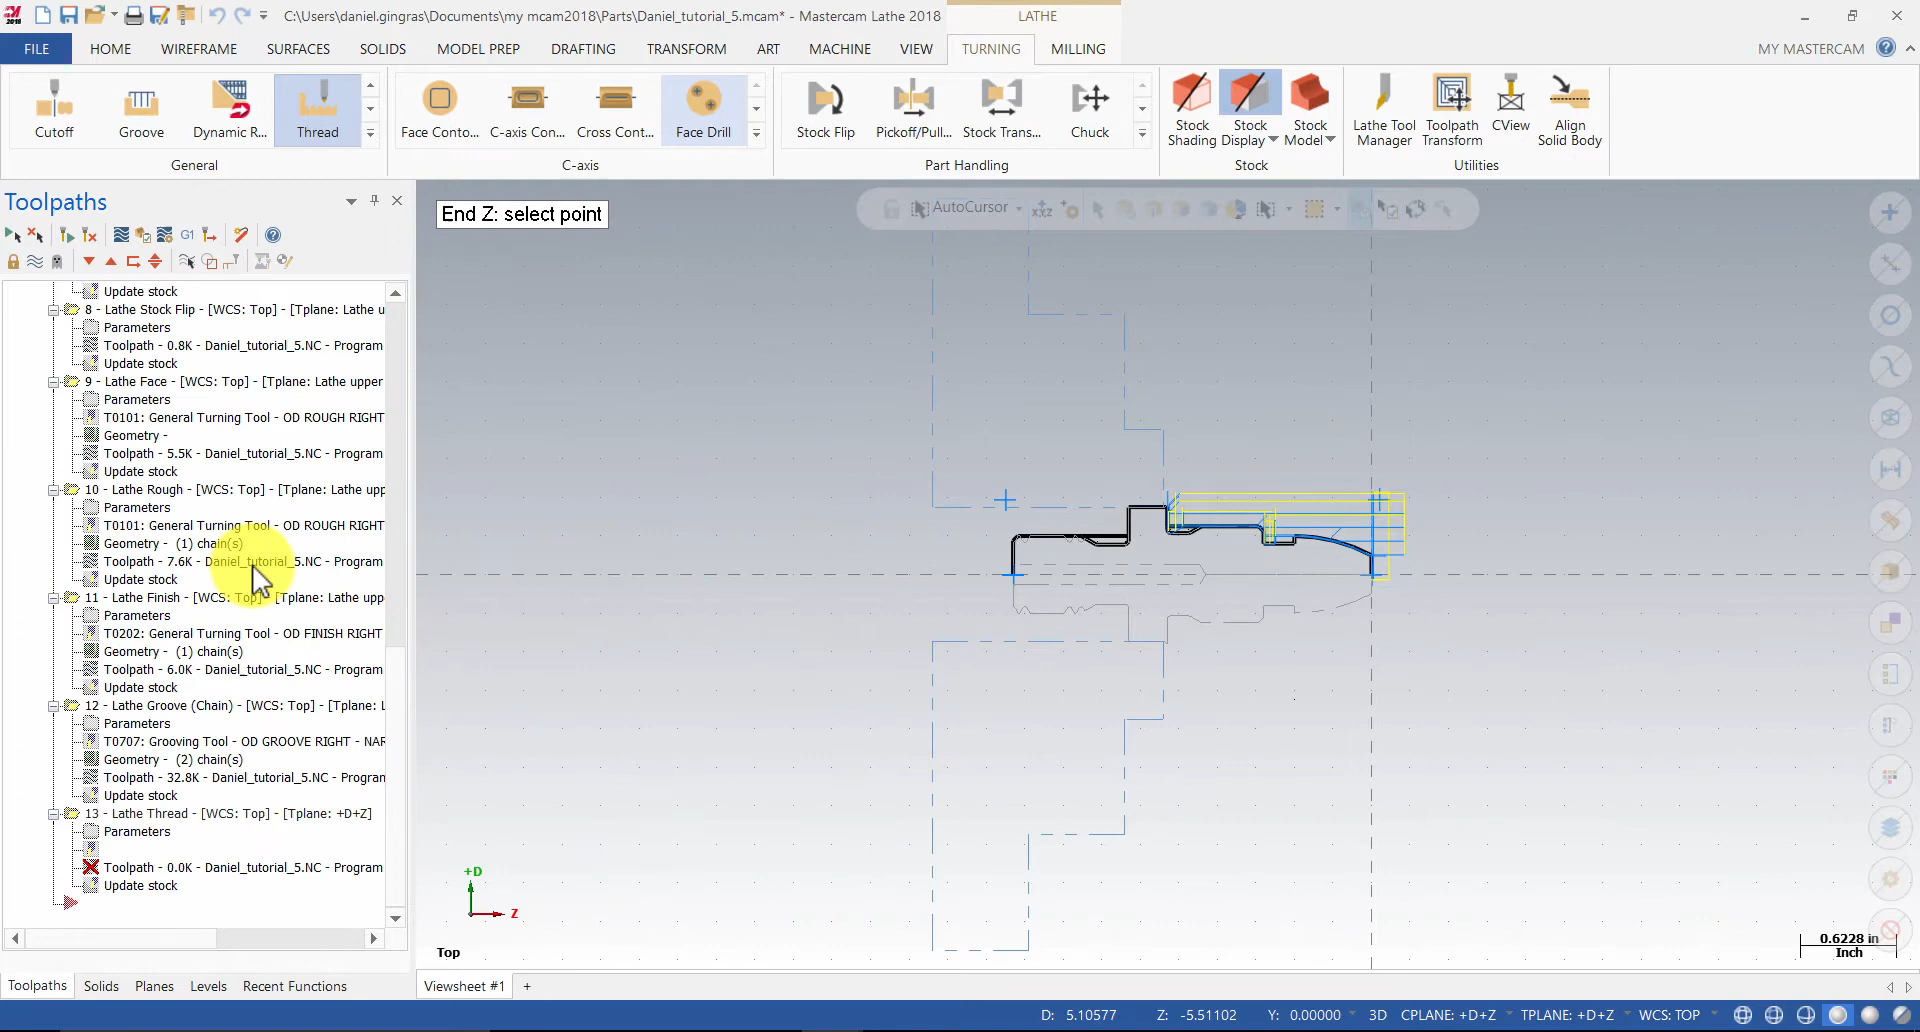 C:\Users\daniel.gingras\Documents\my mcam2018\Parts\Daniel_tutorial_5.mcam* - Mastercam Lathe 2018
LATHE
FILE HOME WIREFRAME SURFACES SOLIDS MODEL PREP DRAFTING TRANSFORM ART MACHINE VIEW TURNING MILLING
MY MASTERCAM
Cutoff Groove Dynamic R... Thread
General
Face Conto... C-axis Con... Cross Cont... Face Drill
C-axis
Stock Flip Pickoff/Pull... Stock Trans... Chuck
Part Handling
Stock Shading Stock Display Stock Model
Stock
Lathe Tool Manager Toolpath Transform CView Align Solid Body
Utilities
Toolpaths
G1
End Z: select point
AutoCursor
Update stock
8 - Lathe Stock Flip - [WCS: Top] - [Tplane: Lathe u
Parameters
Toolpath - 0.8K - Daniel_tutorial_5.NC - Program
Update stock
9 - Lathe Face - [WCS: Top] - [Tplane: Lathe upper
Parameters
T0101: General Turning Tool - OD ROUGH RIGHT
Geometry -
Toolpath - 5.5K - Daniel_tutorial_5.NC - Program
Update stock
10 - Lathe Rough - [WCS: Top] - [Tplane: Lathe upp
Parameters
T0101: General Turning Tool - OD ROUGH RIGHT
Geometry - (1) chain(s)
Toolpath - 7.6K - Daniel_tutorial_5.NC - Program
Update stock
11 - Lathe Finish - [WCS: Top] - [Tplane: Lathe upp
Parameters
T0202: General Turning Tool - OD FINISH RIGHT
Geometry - (1) chain(s)
Toolpath - 6.0K - Daniel_tutorial_5.NC - Program
Update stock
12 - Lathe Groove (Chain) - [WCS: Top] - [Tplane: L
Parameters
T0707: Grooving Tool - OD GROOVE RIGHT - NAR
Geometry - (2) chain(s)
Toolpath - 32.8K - Daniel_tutorial_5.NC - Program
Update stock
13 - Lathe Thread - [WCS: Top] - [Tplane: +D+Z]
Parameters
Toolpath - 0.0K - Daniel_tutorial_5.NC - Program
Update stock
+D
Z
Top
0.6228 in
Inch
Toolpaths Solids Planes Levels Recent Functions
Viewsheet #1 +
D: 5.10577 Z: -5.51102 Y: 0.00000 3D CPLANE: +D+Z TPLANE: +D+Z WCS: TOP